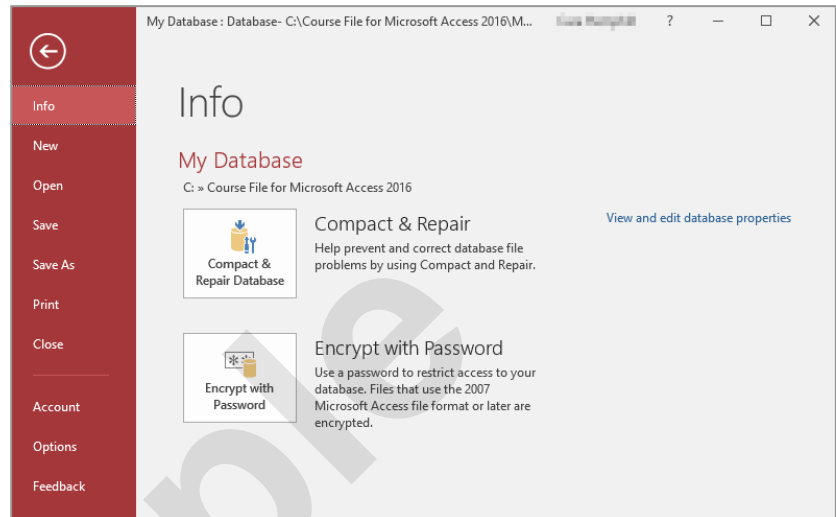 My Database : Database- C:\Course File for Microsoft Access 2016\M... ?
Info
New
Open
Save
Save As
Print
Close
Account
Options
Feedback
Info
My Database
C: » Course File for Microsoft Access 2016
Compact &
Repair Database
Compact & Repair
Help prevent and correct database file
problems by using Compact and Repair.
View and edit database properties
Encrypt with
Password
Encrypt with Password
Use a password to restrict access to your
database. Files that use the 2007
Microsoft Access file format or later are
encrypted.